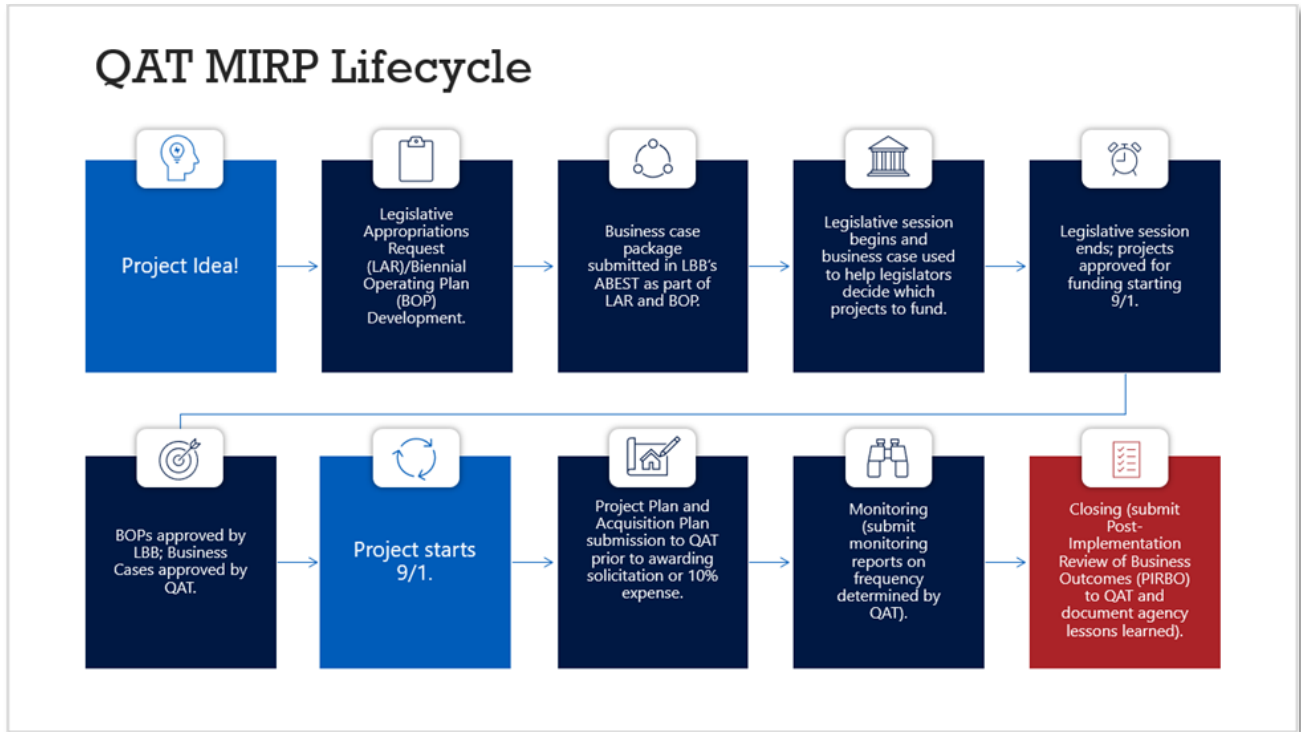 QAT MIRP Lifecycle
Project Idea!
Legislative
Appropriations
Request
(LAR)/Biennial
Operating Plan
(BOP)
Development.
Business case
package
submitted in LBB's
ABEST as part of
LAR and BOP.
Legislative session
begins and
business case used
to help legislators
decide which
projects to fund.
Legislative session
ends; projects
approved for
funding starting
9/1.
BOPs approved by
LBB; Business
Cases approved by
QAT.
Project starts
9/1.
Project Plan and
Acquisition Plan
submission to QAT
prior to awarding
solicitation or 10%
expense.
Monitoring
(submit
monitoring
reports on
frequency
determined by
QAT).
Closing (submit
Post-
Implementation
Review of Business
Outcomes (PIRBO)
to QAT and
document agency
lessons learned).